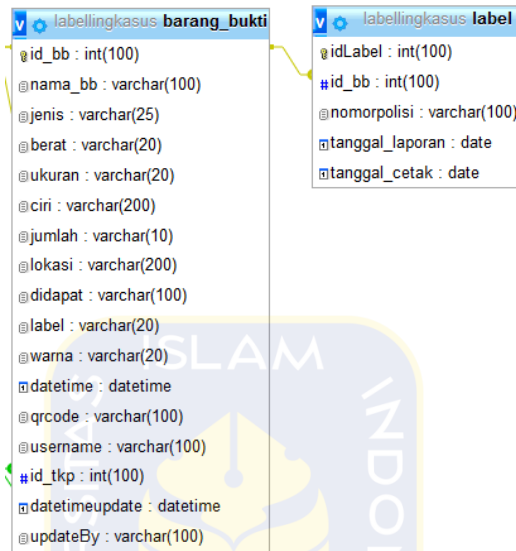 v labellingkasus barang_bukti
id_bb : int(100)
nama_bb : varchar(100)
jenis : varchar(25)
berat : varchar(20)
ukuran : varchar(20)
ciri : varchar(200)
jumlah : varchar(10)
lokasi : varchar(200)
didapat : varchar(100)
label : varchar(20)
warna : varchar(20)
datetime : datetime
qrcode : varchar(100)
username : varchar(100)
#id_tkp : int(100)
datetimeupdate : datetime
updateBy : varchar(100)
v labellingkasus label
idLabel : int(100)
#id_bb : int(100)
nomorpolisi : varchar(100)
tanggal_laporan : date
tanggal_cetak : date
ISLAM